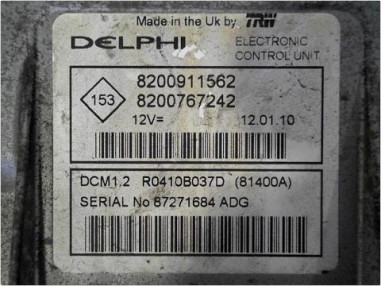 Made in the Uk by TRW
DELPHI ELECTRONIC
CONTROL UNIT
8200911562
153 8200767242
12V= 12.01.10
DCM1.2 R0410B037D (81400A)
SERIAL No 87271684 ADG